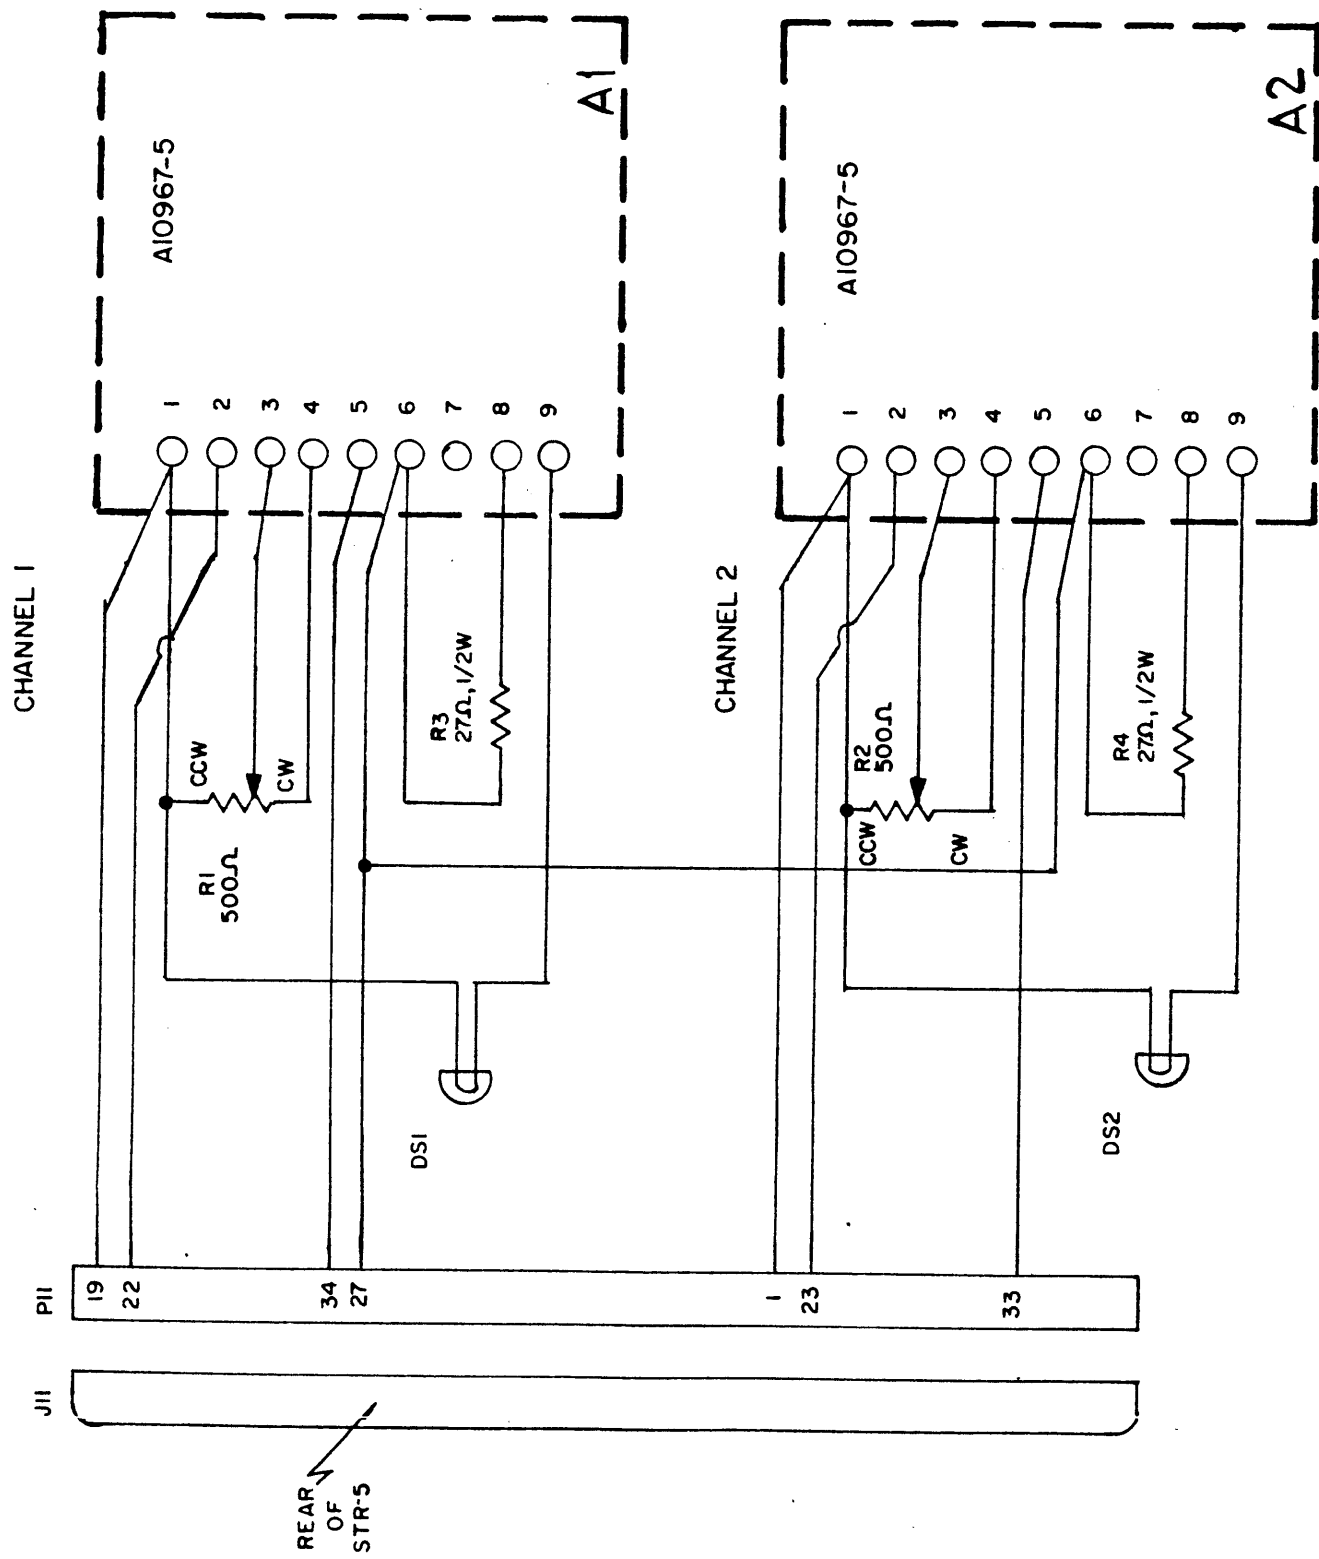 CHANNEL 1
A10967-5
A1
1
2
3
4
5
6
7
8
9
CCW
CW
R1
500Ω
R3
27Ω, 1/2W
DS1
CHANNEL 2
A10967-5
A2
1
2
3
4
5
6
7
8
9
R2
500Ω
CCW
CW
R4
27Ω, 1/2W
DS2
P11
19
22
34
27
1
23
33
J11
REAR
OF
STR-5